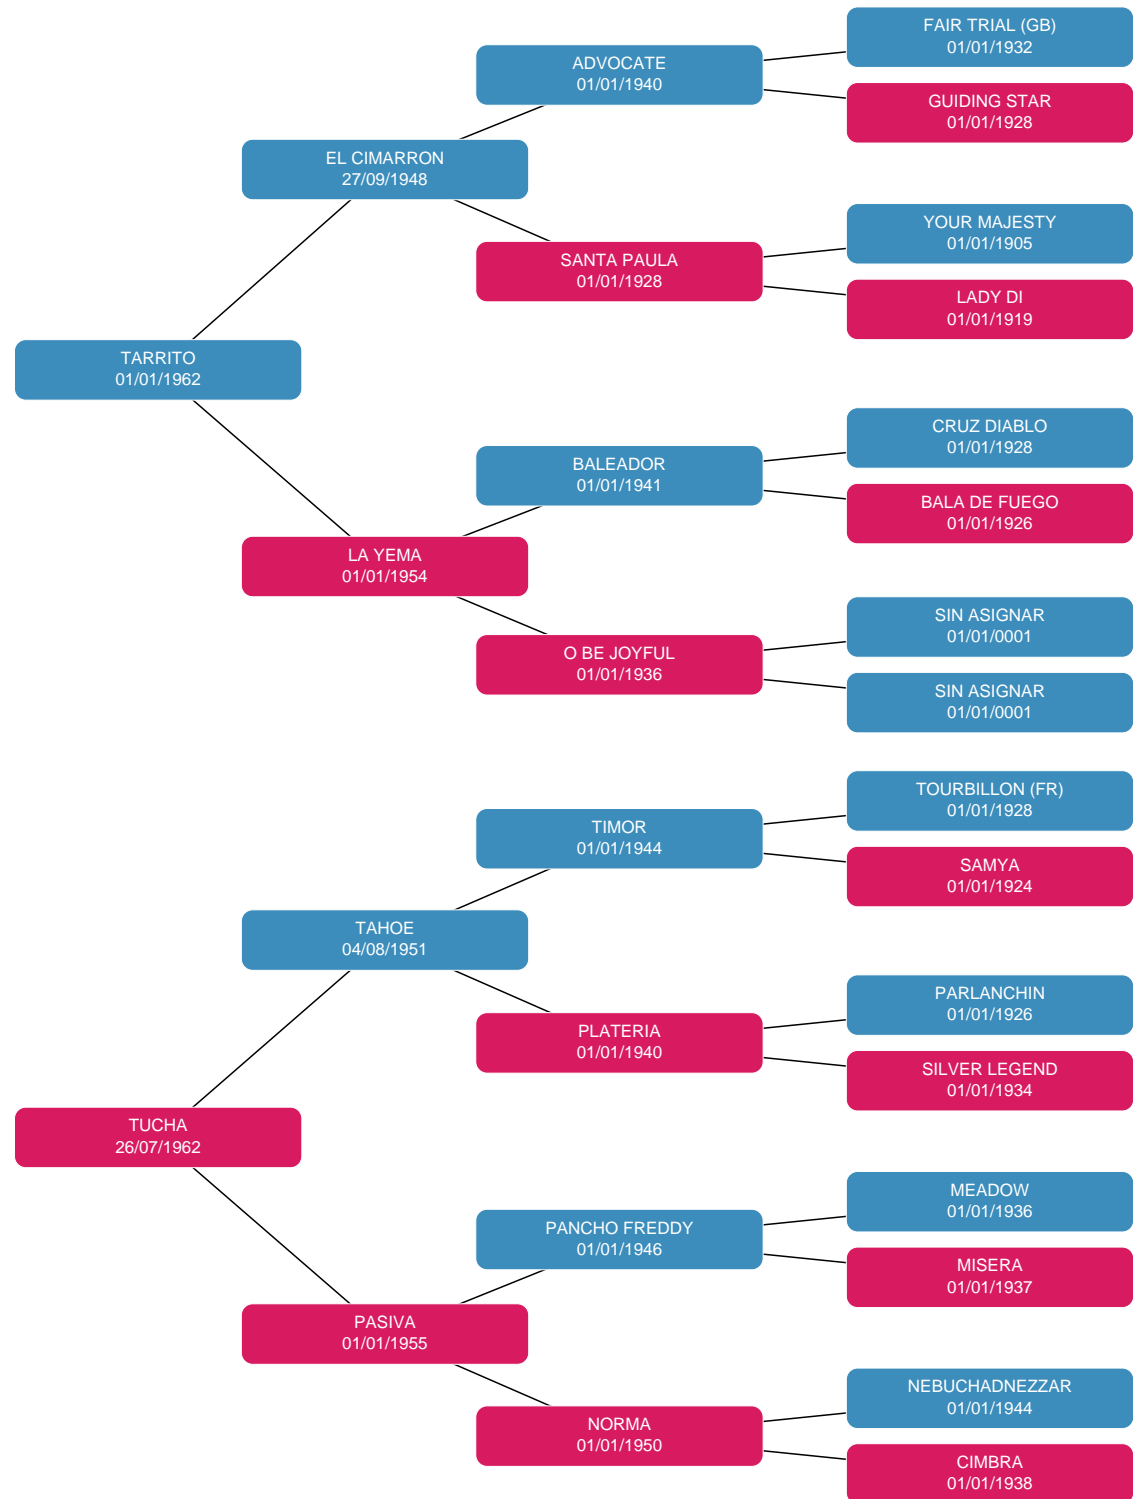 FAIR TRIAL (GB)
01/01/1932
ADVOCATE
01/01/1940
GUIDING STAR
01/01/1928
EL CIMARRON
27/09/1948
YOUR MAJESTY
01/01/1905
SANTA PAULA
01/01/1928
LADY DI
01/01/1919
TARRITO
01/01/1962
CRUZ DIABLO
01/01/1928
BALEADOR
01/01/1941
BALA DE FUEGO
01/01/1926
LA YEMA
01/01/1954
SIN ASIGNAR
01/01/0001
O BE JOYFUL
01/01/1936
SIN ASIGNAR
01/01/0001
TOURBILLON (FR)
01/01/1928
TIMOR
01/01/1944
SAMYA
01/01/1924
TAHOE
04/08/1951
PARLANCHIN
01/01/1926
PLATERIA
01/01/1940
SILVER LEGEND
01/01/1934
TUCHA
26/07/1962
MEADOW
01/01/1936
PANCHO FREDDY
01/01/1946
MISERA
01/01/1937
PASIVA
01/01/1955
NEBUCHADNEZZAR
01/01/1944
NORMA
01/01/1950
CIMBRA
01/01/1938